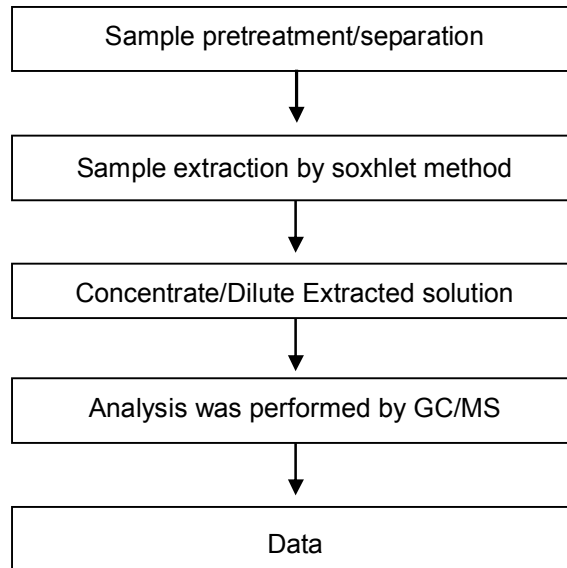 Sample pretreatment/separation
Sample extraction by soxhlet method
Concentrate/Dilute Extracted solution
Analysis was performed by GC/MS
Data